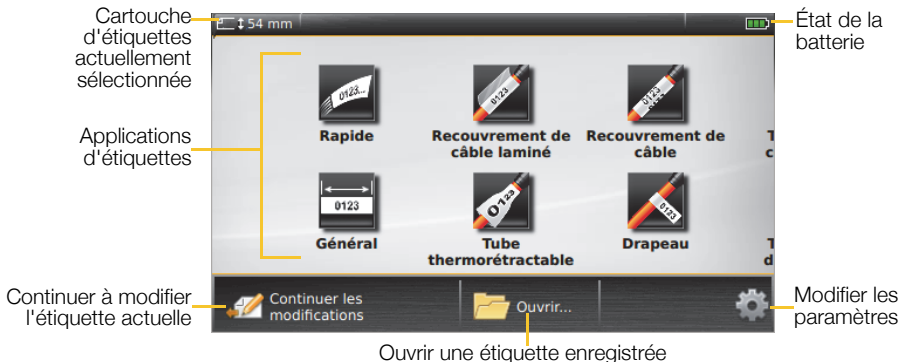 Cartouche
d'étiquettes
actuellement
sélectionnée
54 mm
État de la
batterie
Applications
d'étiquettes
0123...
0123
0123
Rapide
Recouvrement de
câble laminé
Recouvrement de
câble
T
c
0123
0123
0123
Général
Tube
thermorétractable
Drapeau
T
d
Continuer à modifier
l'étiquette actuelle
Continuer les
modifications
Ouvrir...
Modifier les
paramètres
Ouvrir une étiquette enregistrée